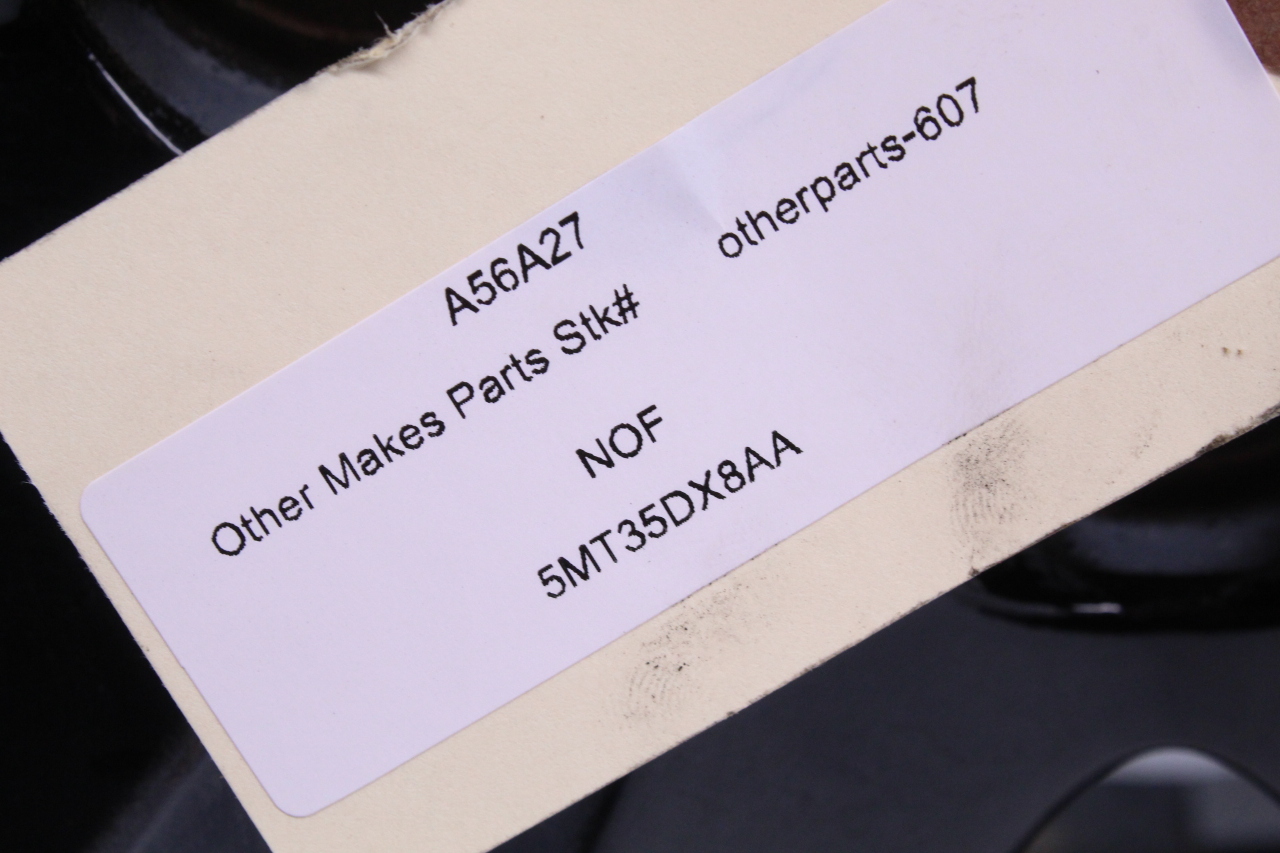 A56A27
Other Makes Parts Stk# otherparts-607
NOF
5MT35DX8AA